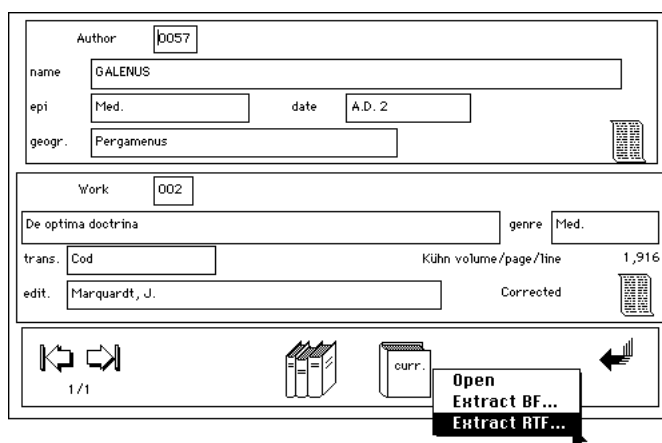 Author 0057
name GALENUS
epi Med. date A.D. 2
geogr. Pergamenus
Work 002
De optima doctrina genre Med.
trans. Cod Kühn volume/page/line 1,916
edit. Marquardt, J. Corrected
1/1
curr.
Open
Extract BF...
Extract RTF...